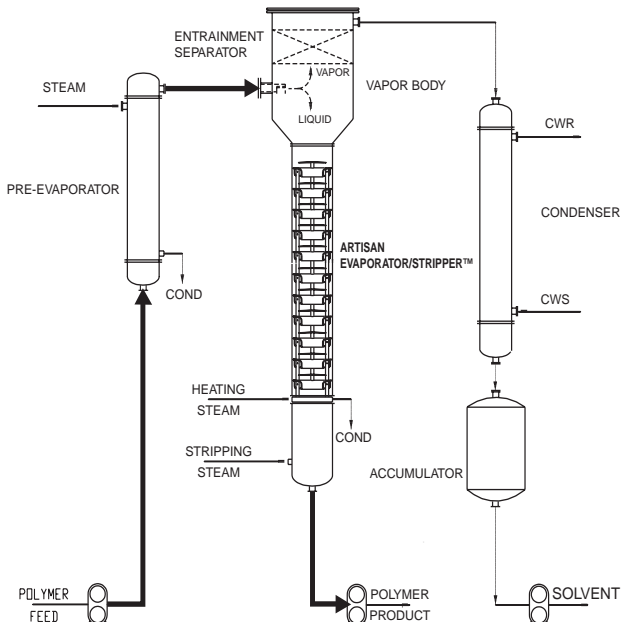 ENTRAINMENT
SEPARATOR
VAPOR
VAPOR BODY
LIQUID
STEAM
PRE-EVAPORATOR
COND
CWR
CONDENSER
CWS
ARTISAN
EVAPORATOR/STRIPPER™
HEATING
STEAM
COND
STRIPPING
STEAM
ACCUMULATOR
POLYMER
FEED
POLYMER
PRODUCT
SOLVENT